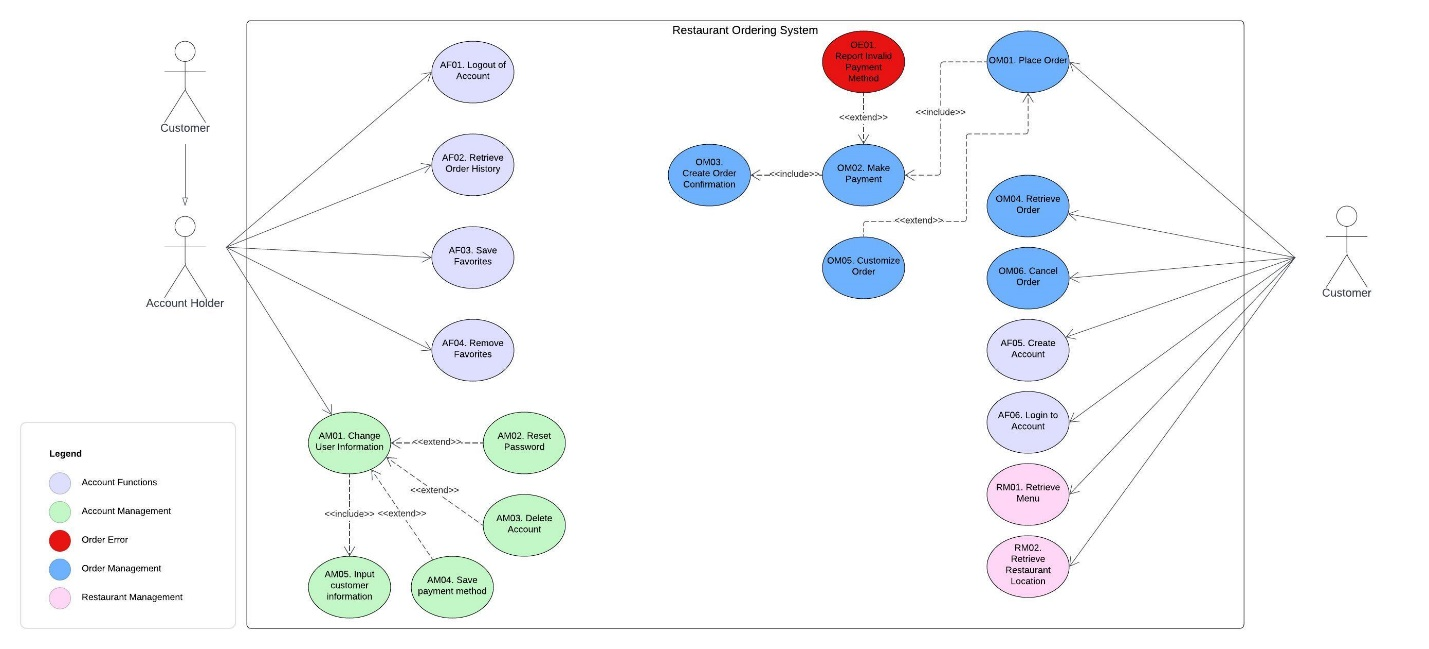 Restaurant Ordering System
Customer
Account Holder
AF01. Logout of
Account
AF02. Retrieve
Order History
AF03. Save
Favorites
AF04. Remove
Favorites
AM01. Change
User Information
<<extend>>
AM02. Reset
Password
<<extend>>
AM03. Delete
Account
<<include>>
<<extend>>
AM05. Input
customer
information
AM04. Save
payment method
OE01.
Report Invalid
Payment
Method
<<extend>>
<<include>>
OM01. Place Order
OM03.
Create Order
Confirmation
<<include>>
OM02. Make
Payment
<<extend>>
OM05. Customize
Order
OM04. Retrieve
Order
OM06. Cancel
Order
AF05. Create
Account
AF06. Login to
Account
RM01. Retrieve
Menu
RM02.
Retrieve
Restaurant
Location
Customer
Legend
Account Functions
Account Management
Order Error
Order Management
Restaurant Management